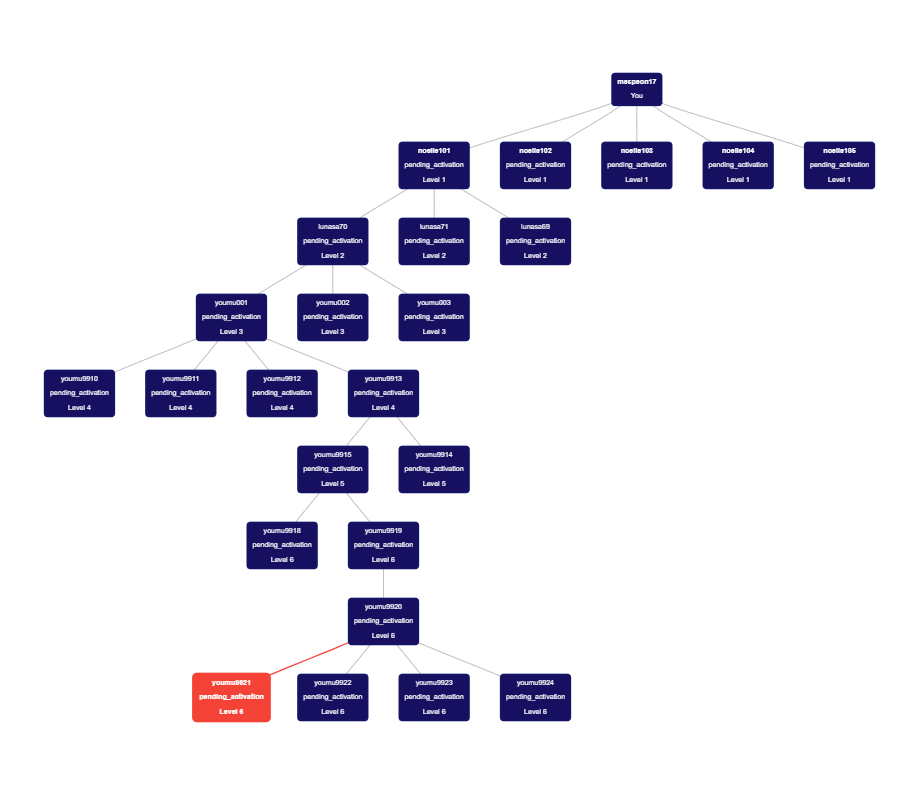 macpaon17
You
noelle101
pending_activation
Level 1
noelle102
pending_activation
Level 1
noelle103
pending_activation
Level 1
noelle104
pending_activation
Level 1
noelle105
pending_activation
Level 1
lunasa70
pending_activation
Level 2
lunasa71
pending_activation
Level 2
lunasa69
pending_activation
Level 2
youmu001
pending_activation
Level 3
youmu002
pending_activation
Level 3
youmu003
pending_activation
Level 3
youmu9910
pending_activation
Level 4
youmu9911
pending_activation
Level 4
youmu9912
pending_activation
Level 4
youmu9913
pending_activation
Level 4
youmu9915
pending_activation
Level 5
youmu9914
pending_activation
Level 5
youmu9918
pending_activation
Level 6
youmu9919
pending_activation
Level 6
youmu9920
pending_activation
Level 6
youmu9921
pending_activation
Level 6
youmu9922
pending_activation
Level 6
youmu9923
pending_activation
Level 6
youmu9924
pending_activation
Level 6